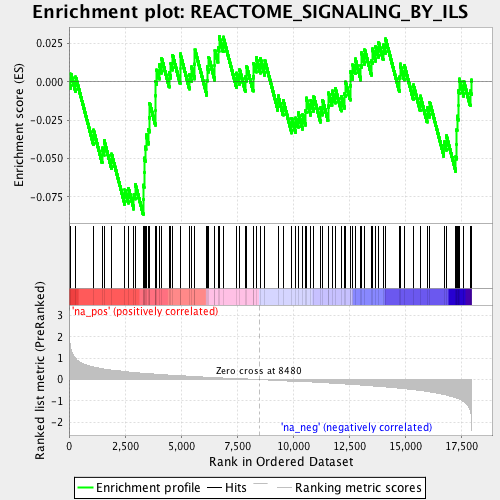 Enrichment plot: REACTOME_SIGNALING_BY_ILS
Enrichment score (ES)
0.025
0.000
-0.025
-0.050
-0.075
'na_pos' (positively correlated)
Ranked list metric (PreRanked)
3
2
1
0
-1
-2
Zero cross at 8480
'na_neg' (negatively correlated)
0
2,500
5,000
7,500
10,000
12,500
15,000
17,500
Rank in Ordered Dataset
Enrichment profile
Hits
Ranking metric scores